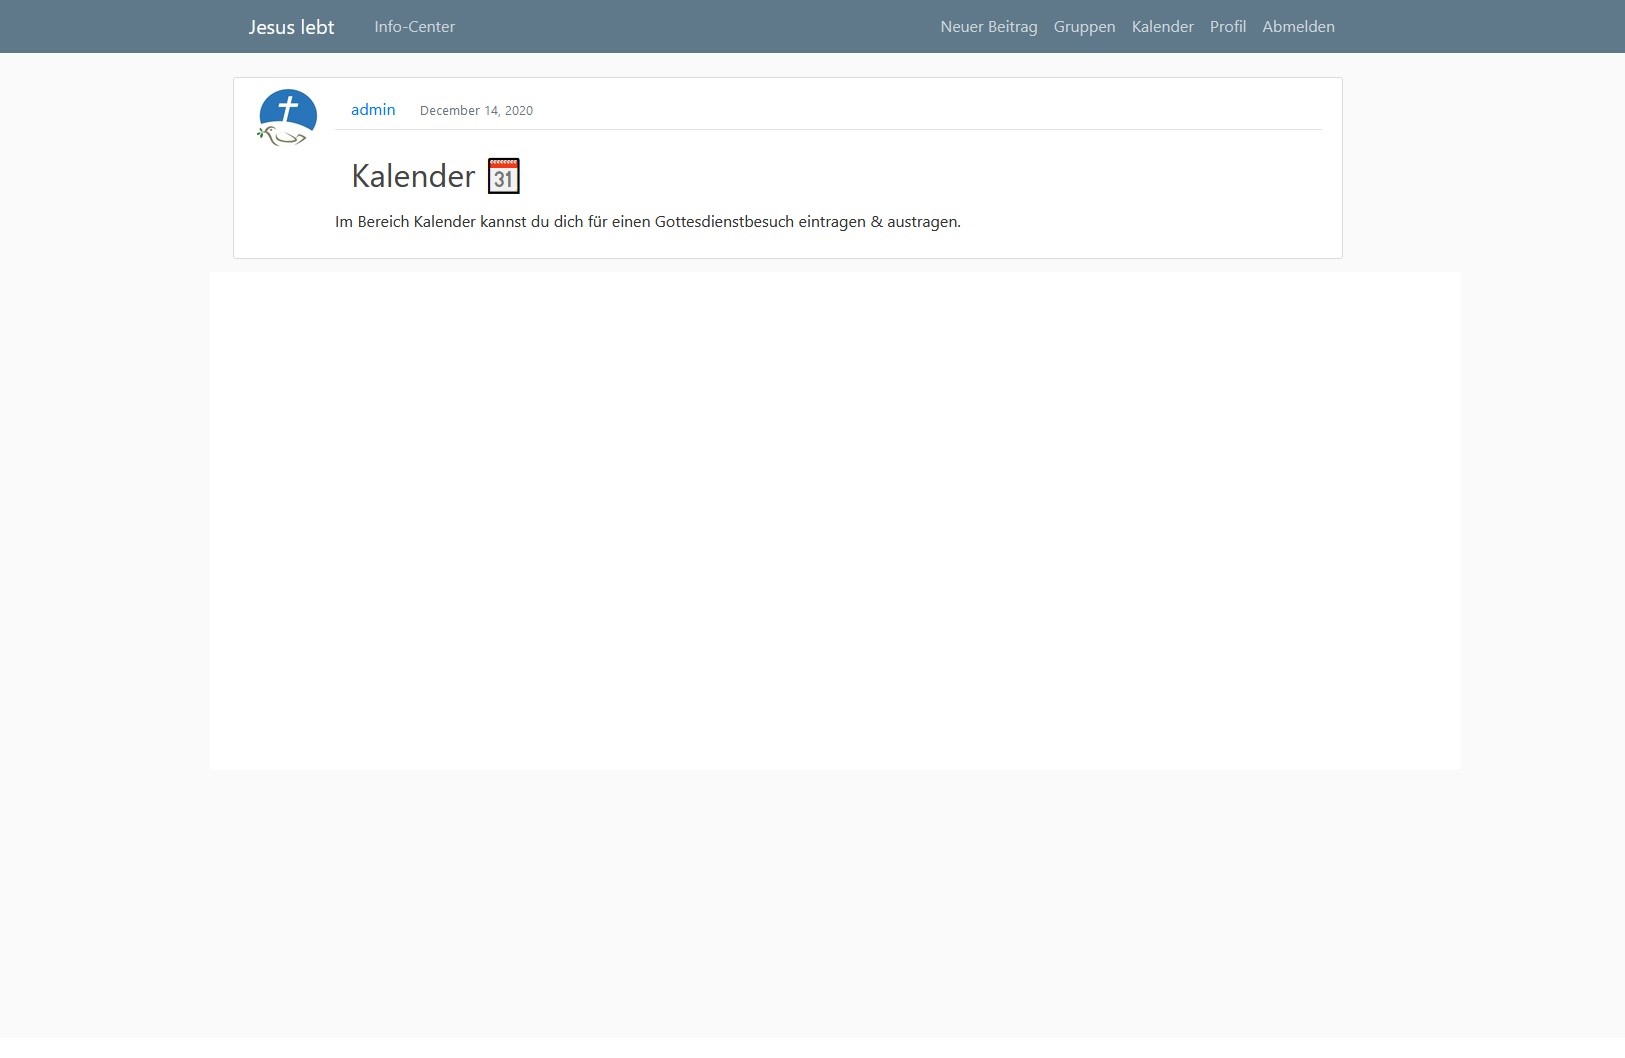 Jesus lebt Info-Center Neuer Beitrag Gruppen Kalender Profil Abmelden
admin December 14, 2020
Kalender 31
Im Bereich Kalender kannst du dich für einen Gottesdienstbesuch eintragen & austragen.